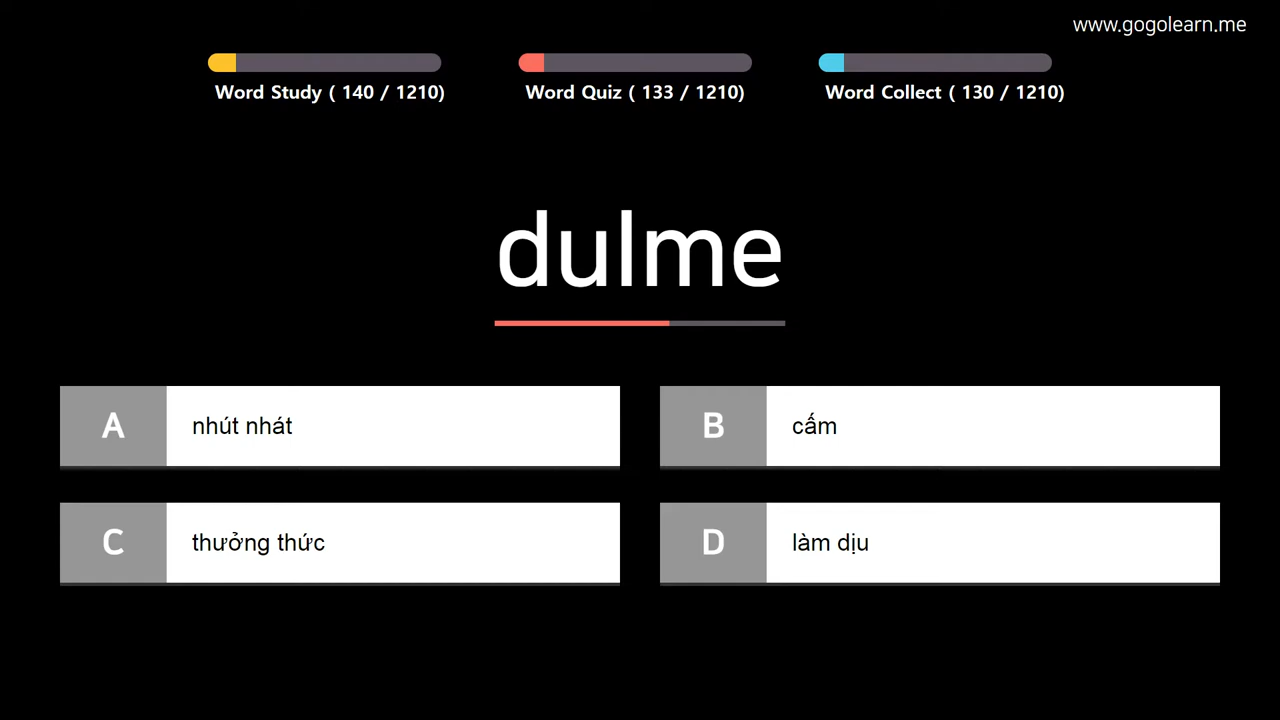 www.gogolearn.me
Word Study ( 140 / 1210)
Word Quiz ( 133 / 1210)
Word Collect ( 130 / 1210)
dulme
A nhút nhát
B cấm
C thưởng thức
D làm dịu